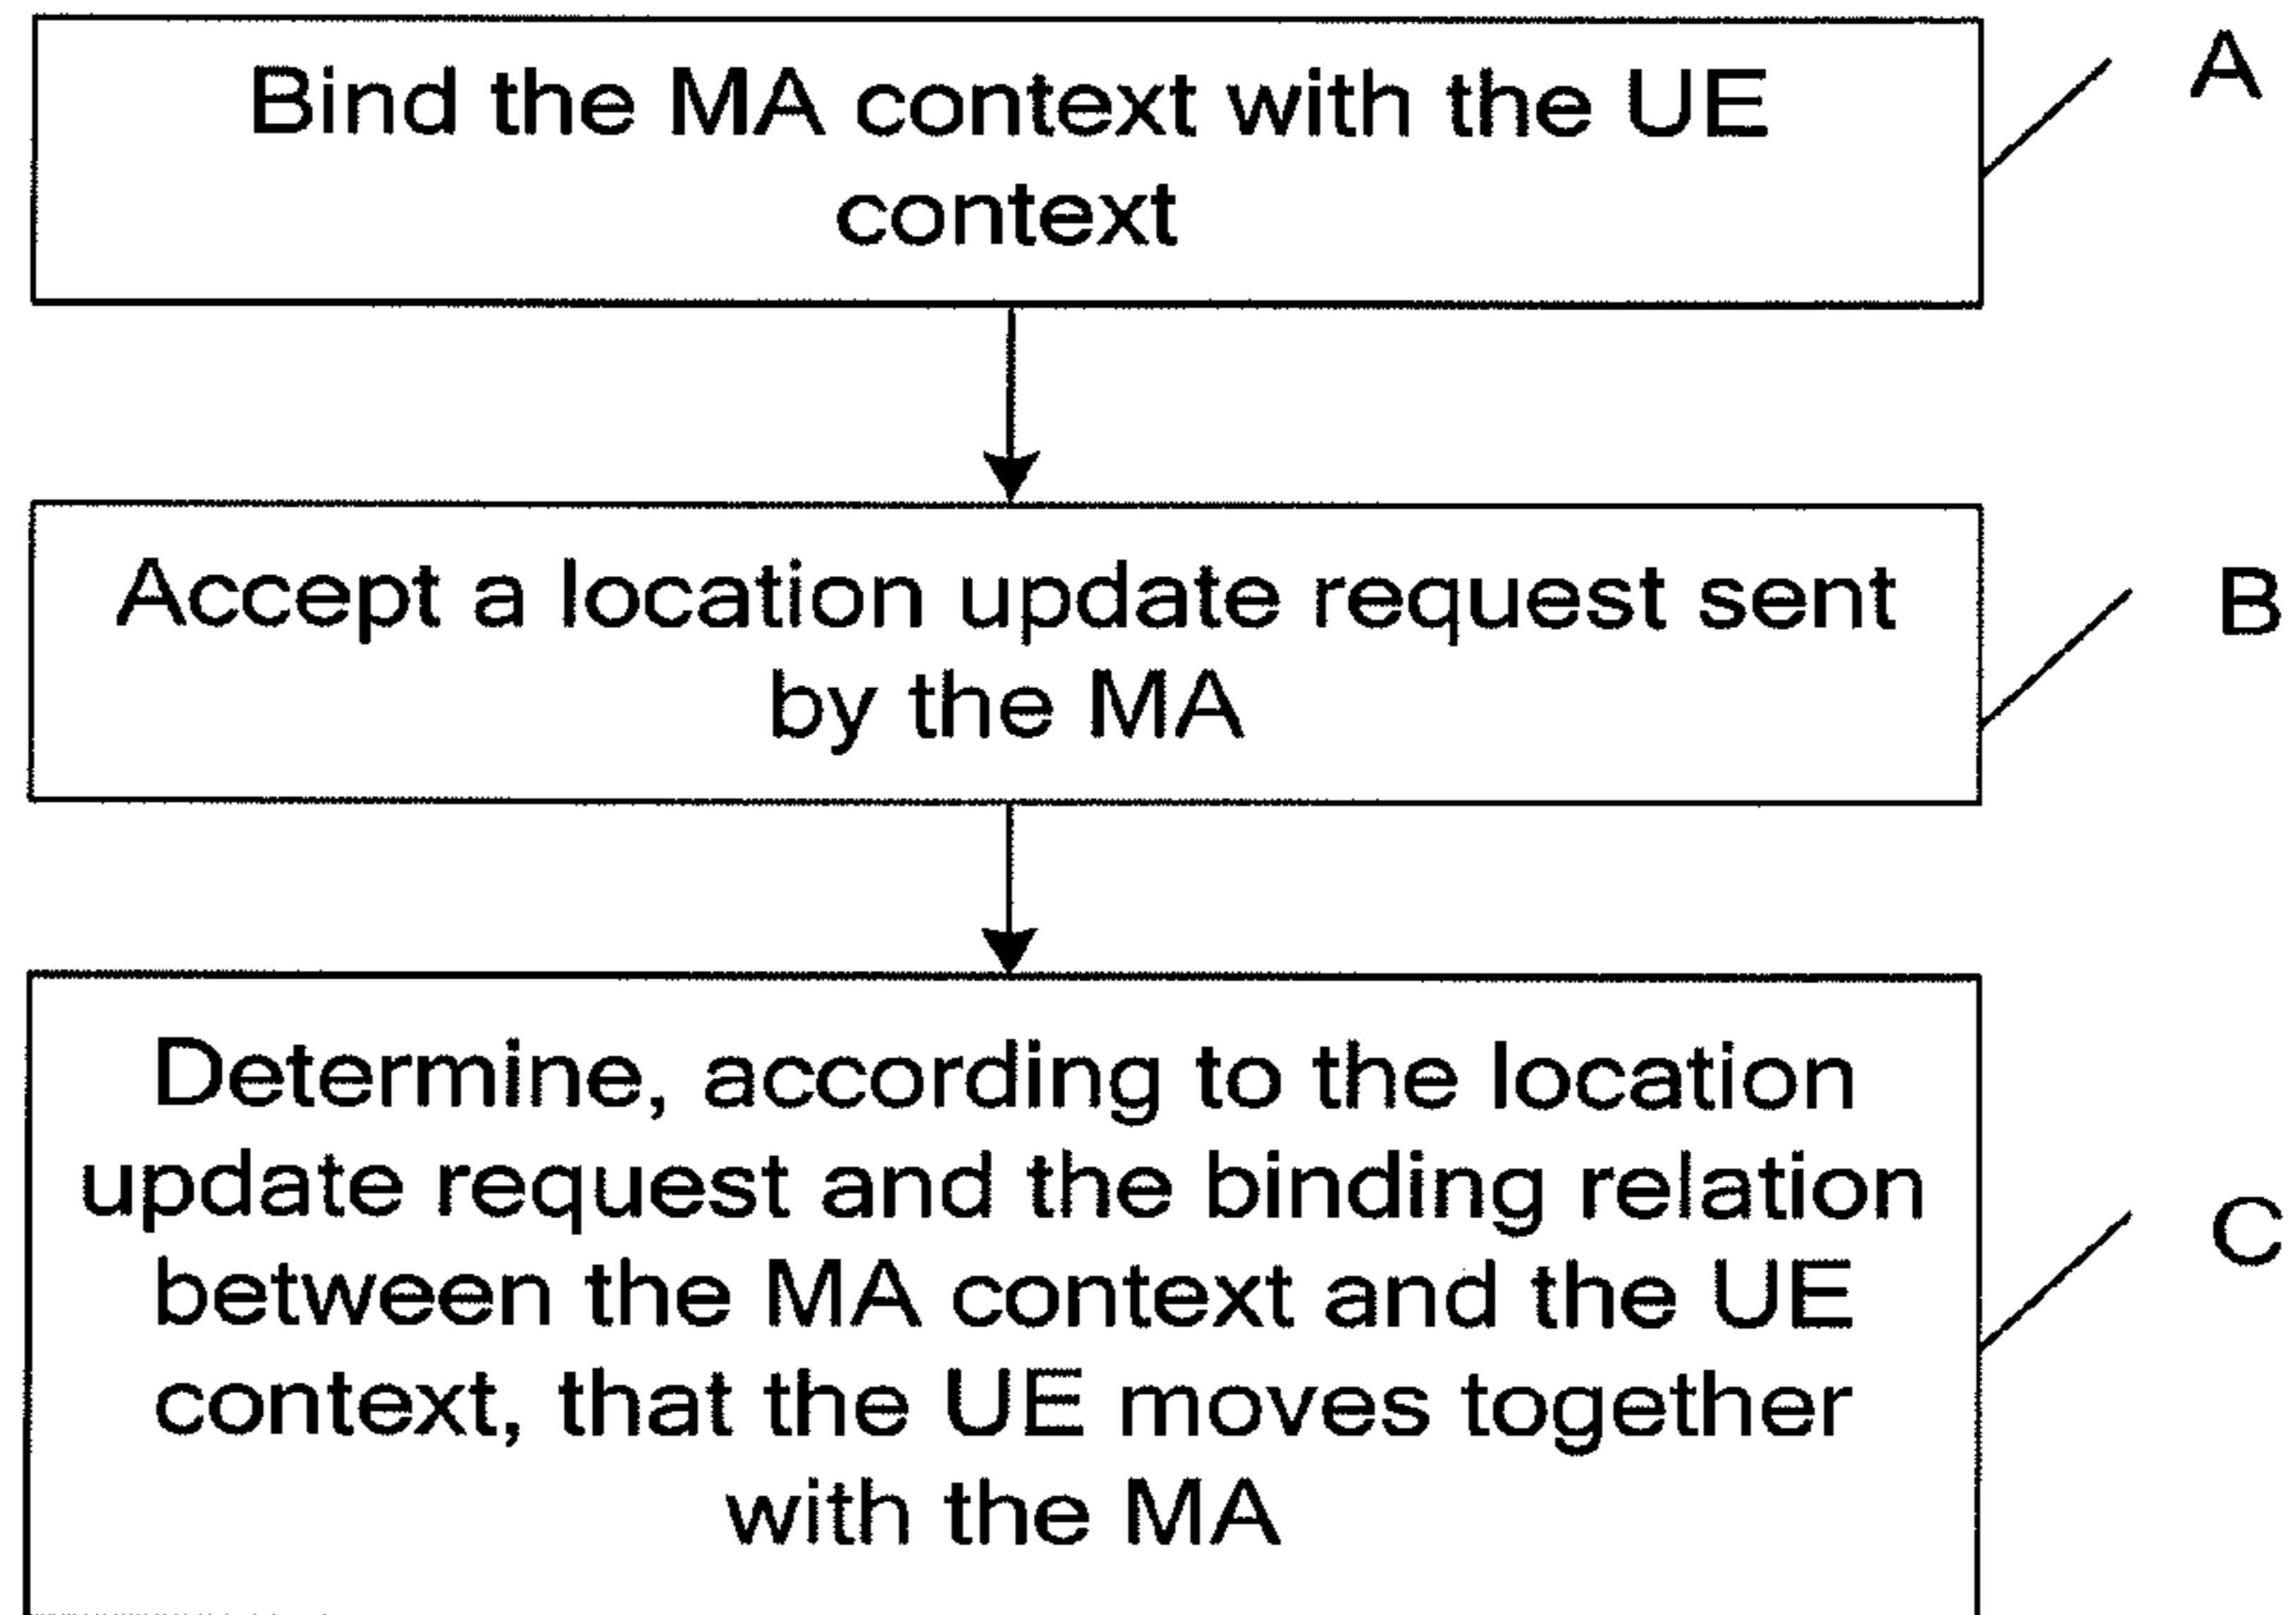 Bind the MA context with the UE
context
A
Accept a location update request sent
by the MA
B
Determine, according to the location
update request and the binding relation
between the MA context and the UE
context, that the UE moves together
with the MA
C